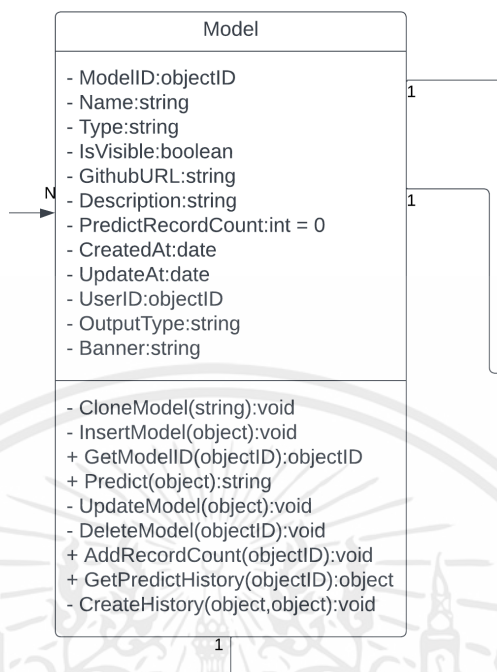 Model
- ModelID:objectID
1
- Name:string
- Type:string
- IsVisible:boolean
- GithubURL:string
N
- Description:string
1
- PredictRecordCount:int = 0
- CreatedAt:date
- UpdateAt:date
- UserID:objectID
- OutputType:string
- Banner:string
- CloneModel(string):void
- InsertModel(object):void
+ GetModelID(objectID):objectID
+ Predict(object):string
- UpdateModel(object):void
- DeleteModel(objectID):void
+ AddRecordCount(objectID):void
+ GetPredictHistory(objectID):object
- CreateHistory(object,object):void
1